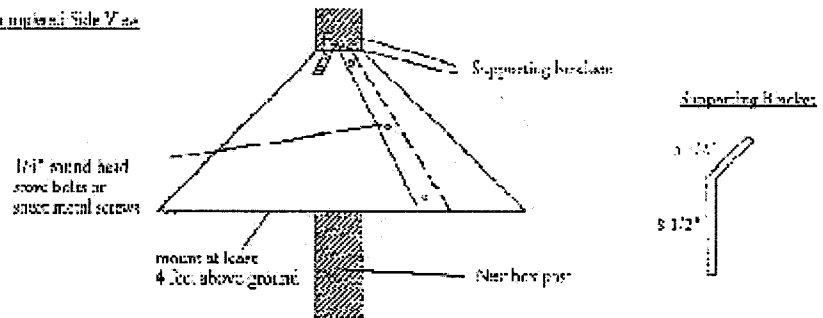 Completed Side View
Supporting brackets
Supporting Bracket
1/4" round head
stove bolts or
sheet metal screws
8 1/2"
mount at least
4 feet above ground
Nest box post